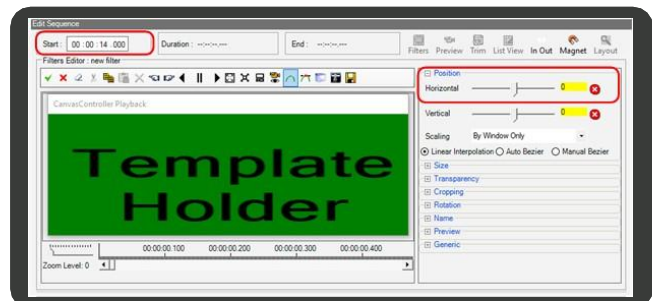 Edit Sequence
Start : 00 :00 : 14 .000
Duration : --:--:--,---
End : --:--:--,---
Filters Preview Trim List View In Out Magnet Layout
Filters Editor : new filter
CanvasController Playback
Template
Holder
00:00:00.100 00:00:00.200 00:00:00.300 00:00:00.400
Zoom Level: 0
Position
Horizontal 0
Vertical 0
Scaling By Window Only
Linear Interpolation Auto Bezier Manual Bezier
Size
Transparency
Cropping
Rotation
Name
Preview
Generic